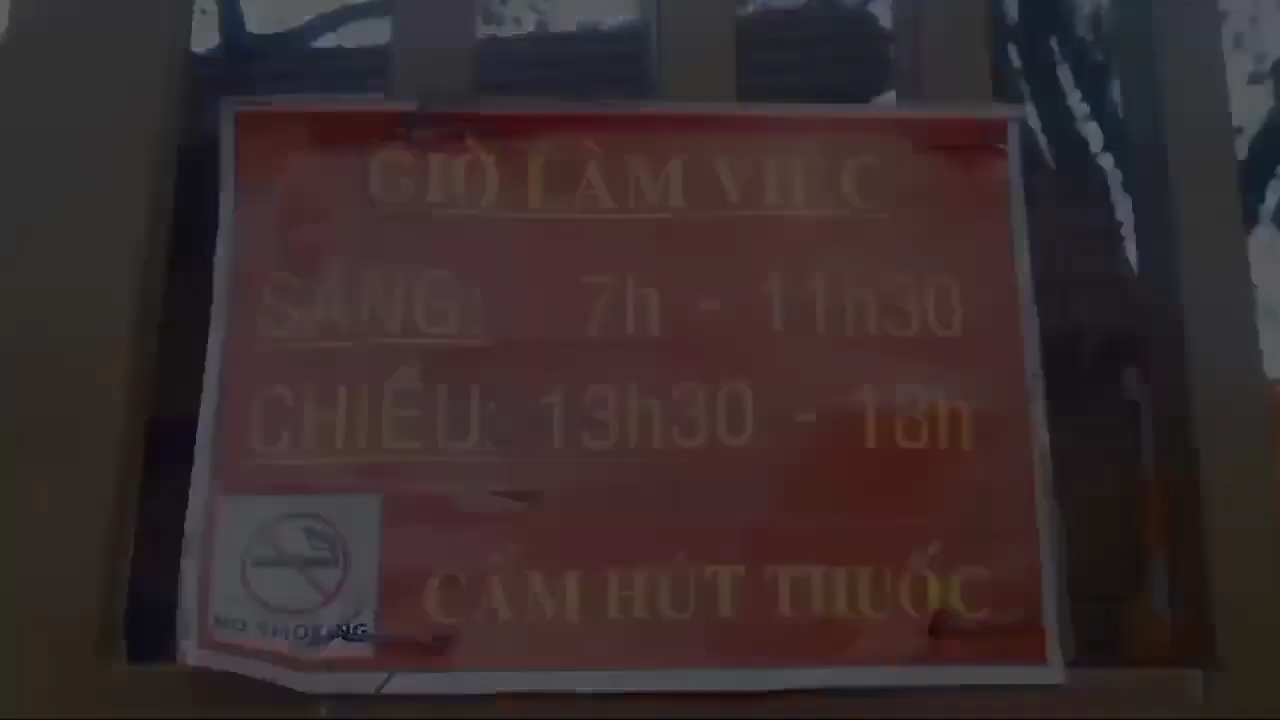 GIỜ LÀM VIỆC
SÁNG: 7h - 11h30
CHIỀU: 13h30 - 18h
NO SMOKING
CẤM HÚT THUỐC